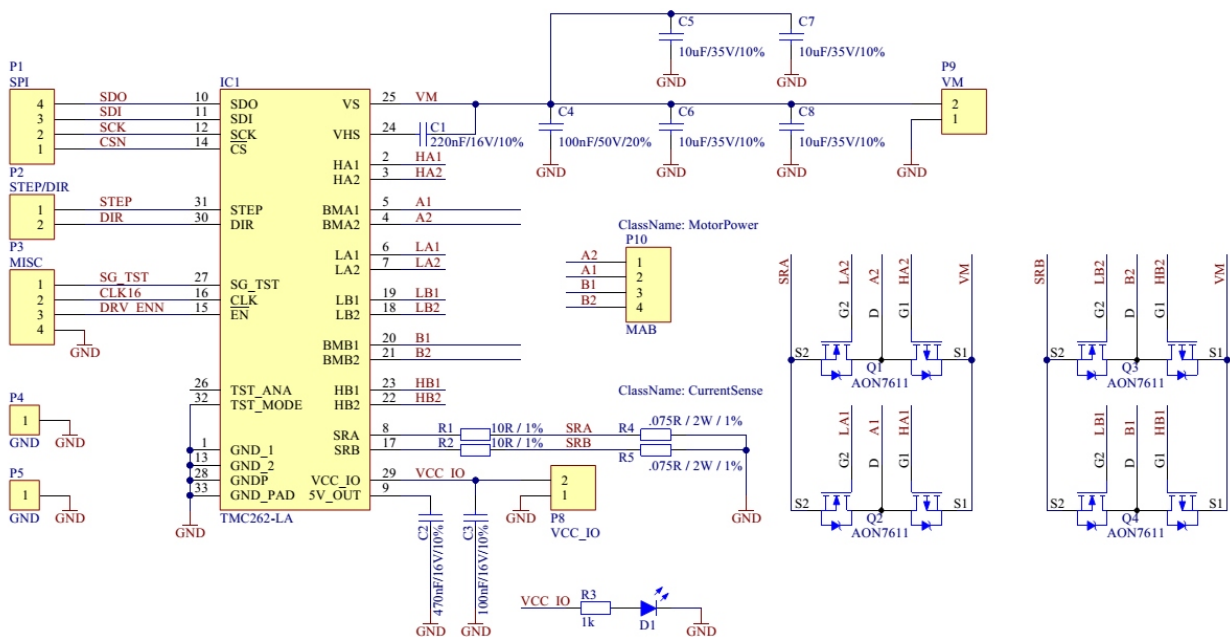 C5
10uF/35V/10%
GND
C7
10uF/35V/10%
GND
P1
SPI
4
3
2
1
SDO
SDI
SCK
CSN
10
11
12
14
P2
STEP/DIR
1
2
STEP
DIR
31
30
P3
MISC
1
2
3
4
SG_TST
CLK16
DRV_ENN
GND
27
16
15
26
32
P4
1
GND
GND
1
13
28
33
P5
1
GND
GND
GND
IC1
SDO
SDI
SCK
CS
STEP
DIR
SG_TST
CLK
EN
TST_ANA
TST_MODE
GND_1
GND_2
GNDP
GND_PAD
VS
VHS
HA1
HA2
BMA1
BMA2
LA1
LA2
LB1
LB2
BMB1
BMB2
HB1
HB2
SRA
SRB
VCC_IO
5V_OUT
TMC262-LA
25 VM
24
C1
220nF/16V/10%
2 HA1
3 HA2
5 A1
4 A2
6 LA1
7 LA2
19 LB1
18 LB2
20 B1
21 B2
23 HB1
22 HB2
8 R1 10R / 1% SRA R4 .075R / 2W / 1%
17 R2 10R / 1% SRB R5 .075R / 2W / 1%
GND
29 VCC_IO
9
C4
100nF/50V/20%
GND
C6
10uF/35V/10%
GND
C8
10uF/35V/10%
GND
P9
VM
2
1
GND
ClassName: MotorPower
P10
A2 1
A1 2
B1 3
B2 4
MAB
ClassName: CurrentSense
2
1
P8
VCC_IO
GND
C2
470nF/16V/10%
GND
C3
100nF/16V/10%
GND
VCC_IO
R3
1k
D1
GND
SRA
LA2
A2
HA2
VM
G2
D
G1
S2
S1
Q1
AON7611
LA1
A1
HA1
G2
D
G1
S2
S1
Q2
AON7611
SRB
LB2
B2
HB2
VM
G2
D
G1
S2
S1
Q3
AON7611
LB1
B1
HB1
G2
D
G1
S2
S1
Q4
AON7611